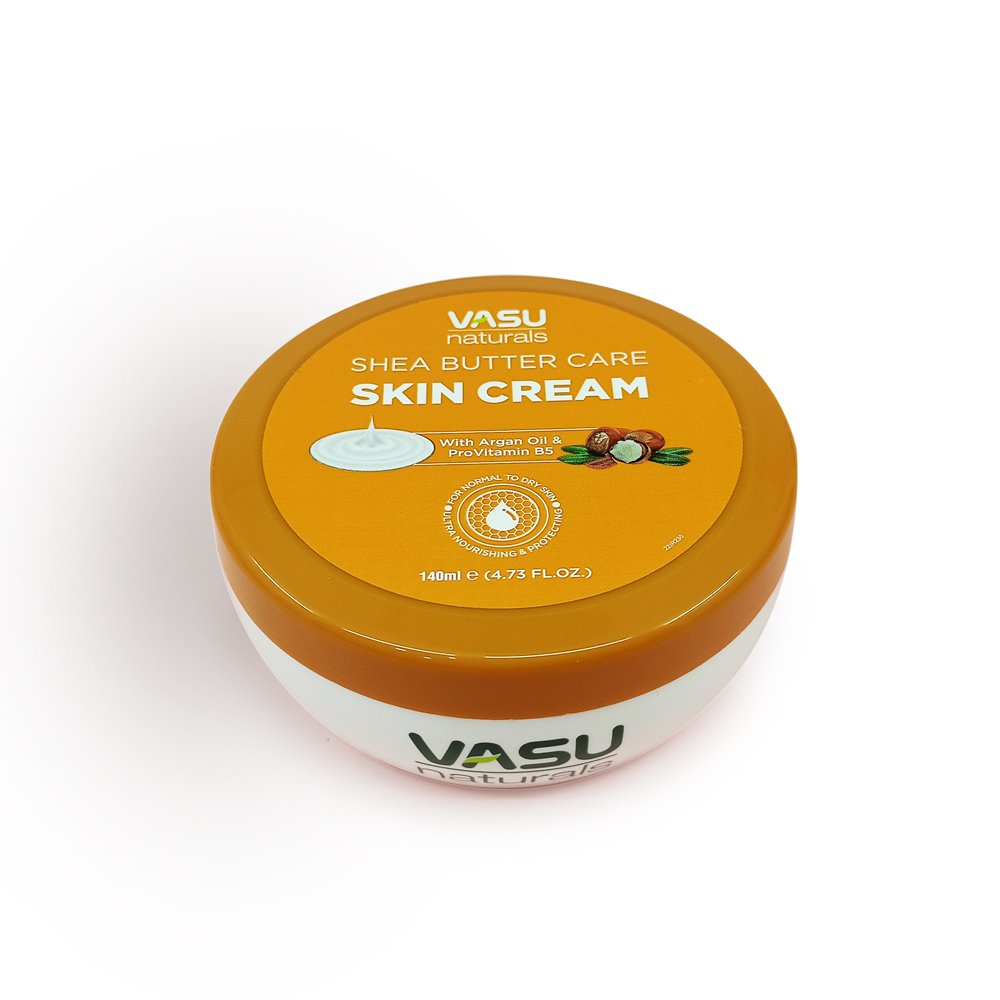 VASU
naturals
SHEA BUTTER CARE
SKIN CREAM
With Argan Oil &
ProVitamin B5
FOR NORMAL TO DRY SKIN
ULTRA NOURISHING & PROTECTING
140ml e (4.73 FL.OZ.)
VASU
naturals